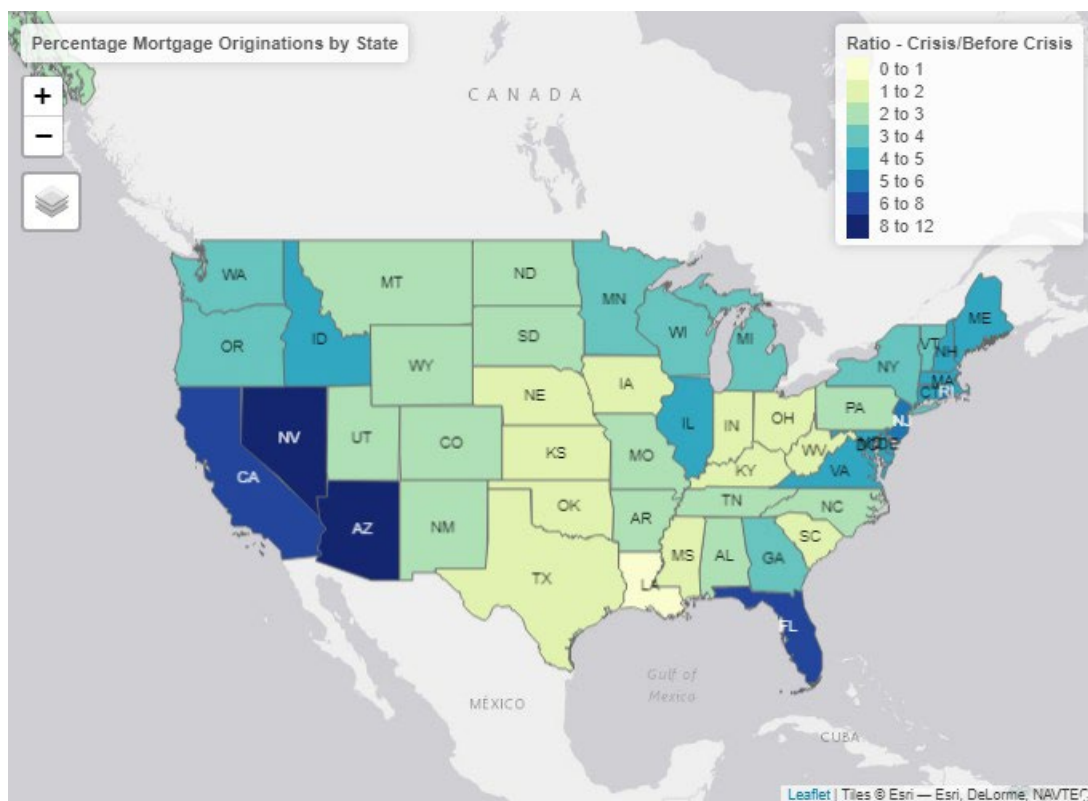 Percentage Mortgage Originations by State
+
−
Ratio - Crisis/Before Crisis
0 to 1
1 to 2
2 to 3
3 to 4
4 to 5
5 to 6
6 to 8
8 to 12
CANADA
WA
MT
ND
MN
ME
OR
ID
SD
WI
MI
VT
NH
NY
WY
MA
CT
RI
NE
IA
PA
NV
UT
CO
IL
IN
OH
NJ
CA
KS
MO
WV
VA
KY
AZ
NM
OK
AR
TN
NC
TX
MS
AL
GA
SC
LA
FL
Gulf of
Mexico
MÉXICO
CUBA
Leaflet | Tiles © Esri — Esri, DeLorme, NAVTEQ